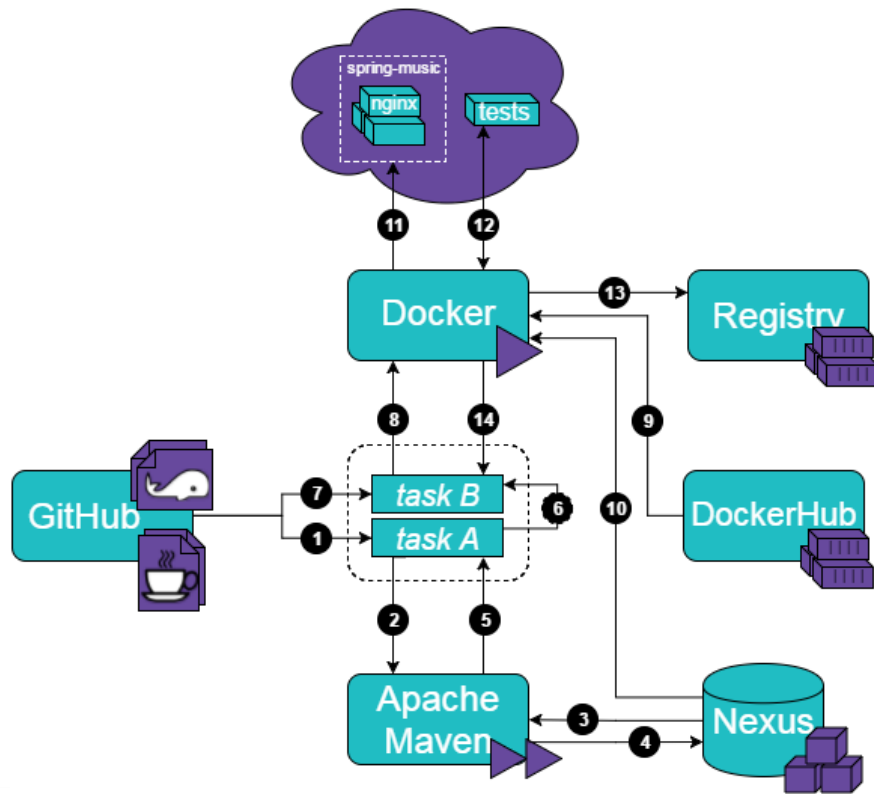 spring-music
nginx
tests
11
12
Docker
13
Registry
8
14
9
7
task B
6
10
GitHub
DockerHub
1
task A
2
5
Apache
Maven
3
4
Nexus